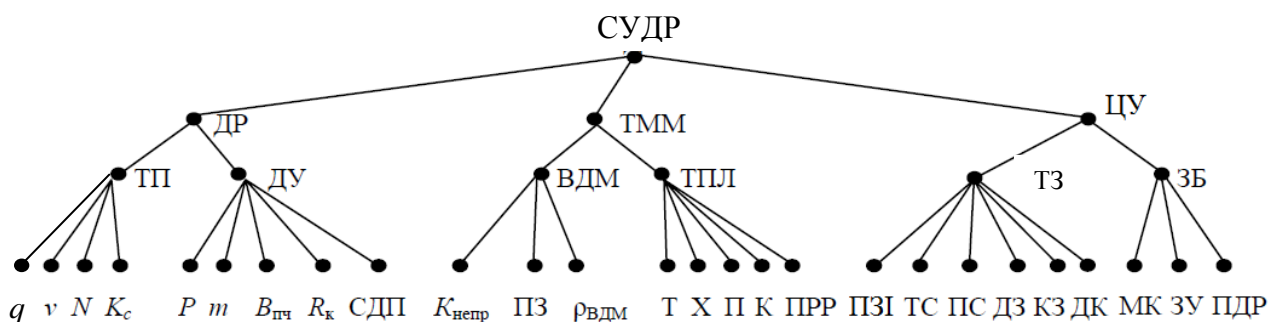 СУДР
ДР ТММ ЦУ
ТП ДУ ВДМ ТПЛ ТЗ ЗБ
q v N Kc P m Bпч Rк СДП Kнепр ПЗ ρВДМ Т Х П К ПРР ПЗІ ТС ПС ДЗ КЗ ДК МК ЗУ ПДР